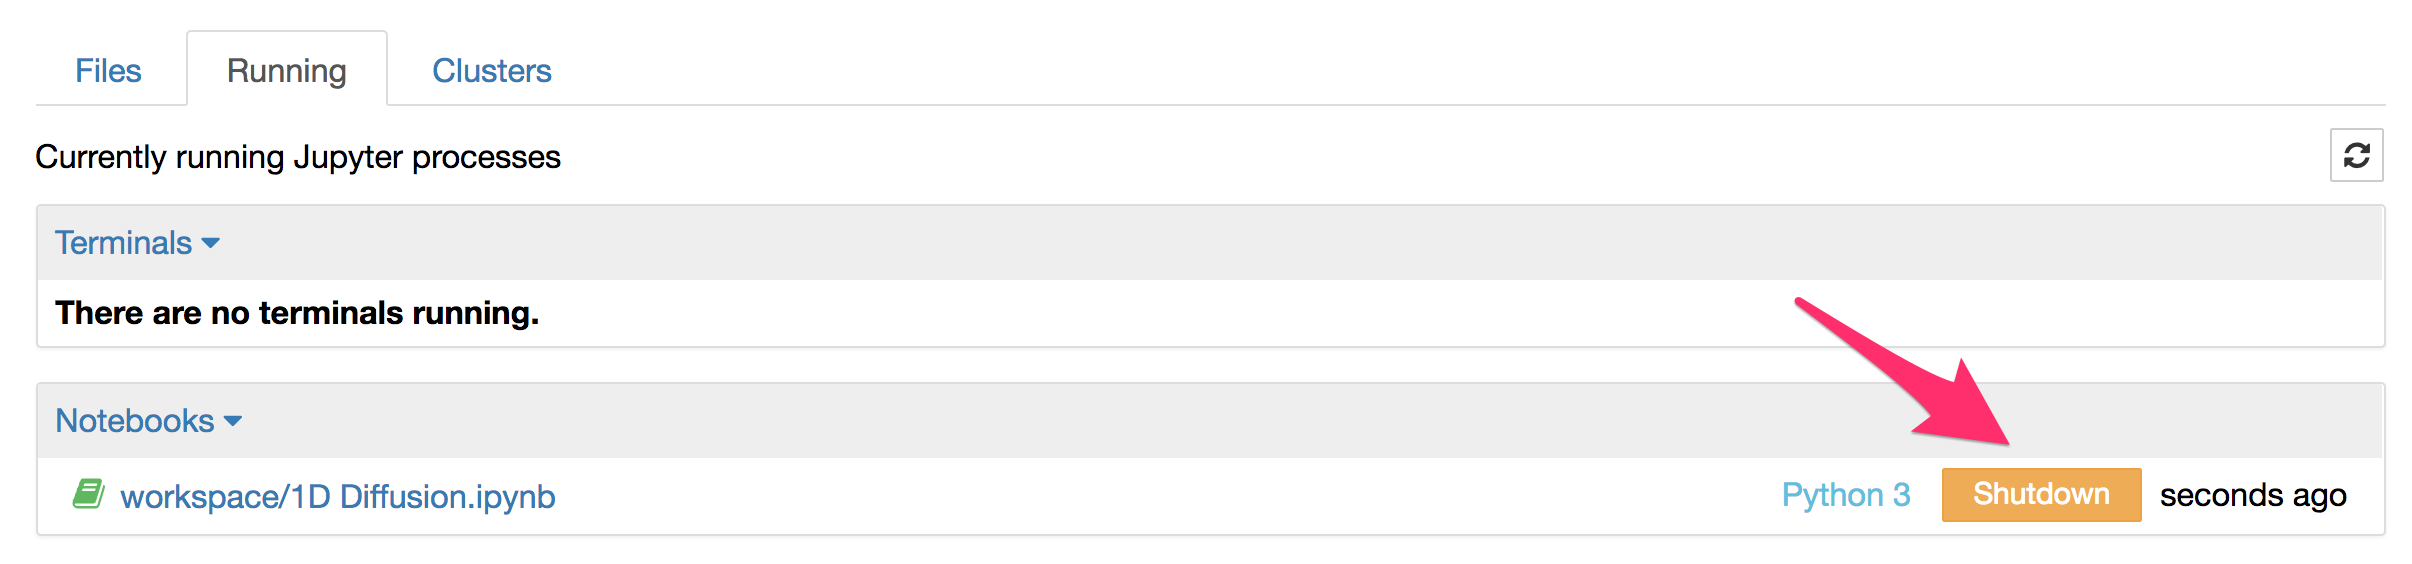 Files Running Clusters
Currently running Jupyter processes
Terminals
There are no terminals running.
Notebooks
workspace/1D Diffusion.ipynb Python 3 Shutdown seconds ago